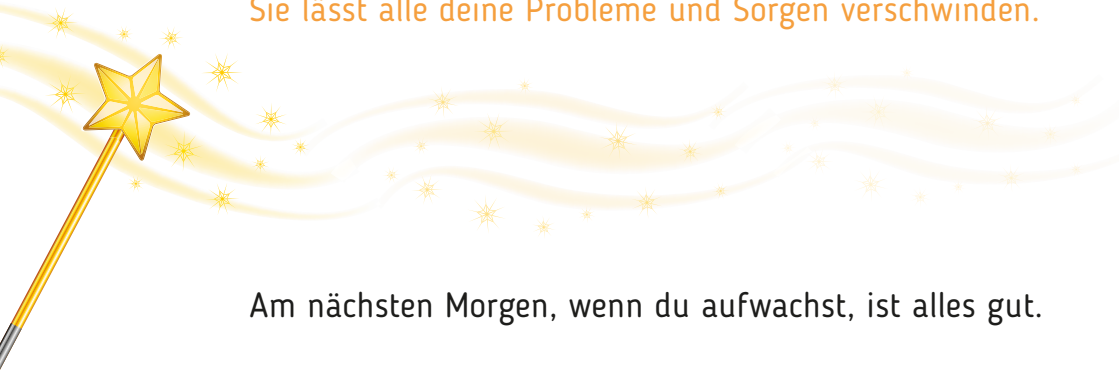 Sie lässt alle deine Probleme und Sorgen verschwinden.
Am nächsten Morgen, wenn du aufwachst, ist alles gut.